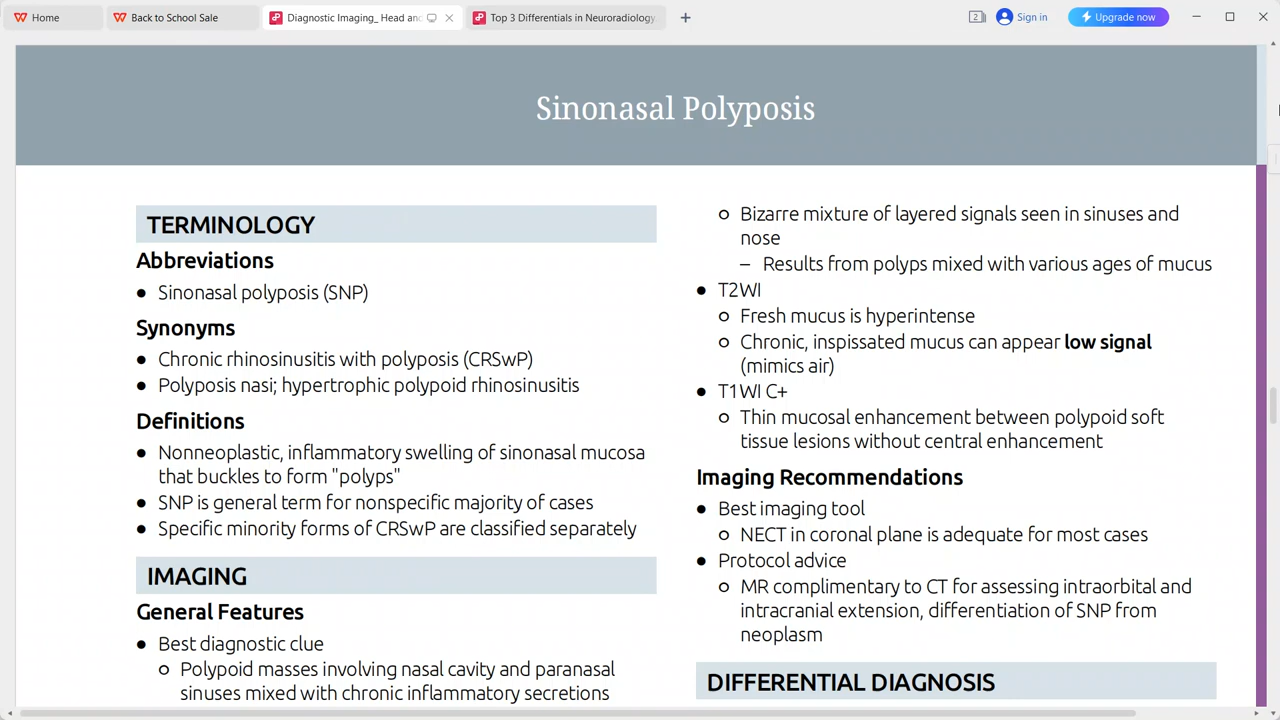 Home
Back to School Sale
Diagnostic Imaging_ Head and
Top 3 Differentials in Neuroradiology
2
Sign in
Upgrade now
Sinonasal Polyposis
TERMINOLOGY
Abbreviations
● Sinonasal polyposis (SNP)
Synonyms
● Chronic rhinosinusitis with polyposis (CRSwP)
● Polyposis nasi; hypertrophic polypoid rhinosinusitis
Definitions
● Nonneoplastic, inflammatory swelling of sinonasal mucosa
that buckles to form "polyps"
● SNP is general term for nonspecific majority of cases
● Specific minority forms of CRSwP are classified separately
IMAGING
General Features
● Best diagnostic clue
○ Polypoid masses involving nasal cavity and paranasal
sinuses mixed with chronic inflammatory secretions
○ Bizarre mixture of layered signals seen in sinuses and
nose
– Results from polyps mixed with various ages of mucus
● T2WI
○ Fresh mucus is hyperintense
○ Chronic, inspissated mucus can appear low signal
(mimics air)
● T1WI C+
○ Thin mucosal enhancement between polypoid soft
tissue lesions without central enhancement
Imaging Recommendations
● Best imaging tool
○ NECT in coronal plane is adequate for most cases
● Protocol advice
○ MR complimentary to CT for assessing intraorbital and
intracranial extension, differentiation of SNP from
neoplasm
DIFFERENTIAL DIAGNOSIS